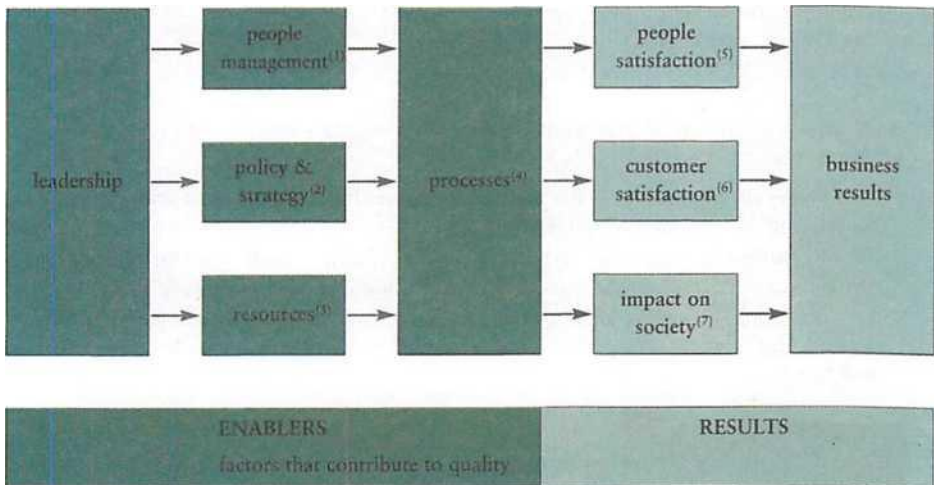 leadership
people
management(1)
policy &
strategy(2)
resources(3)
processes(4)
people
satisfaction(5)
customer
satisfaction(6)
impact on
society(7)
business
results
ENABLERS
factors that contribute to quality
RESULTS